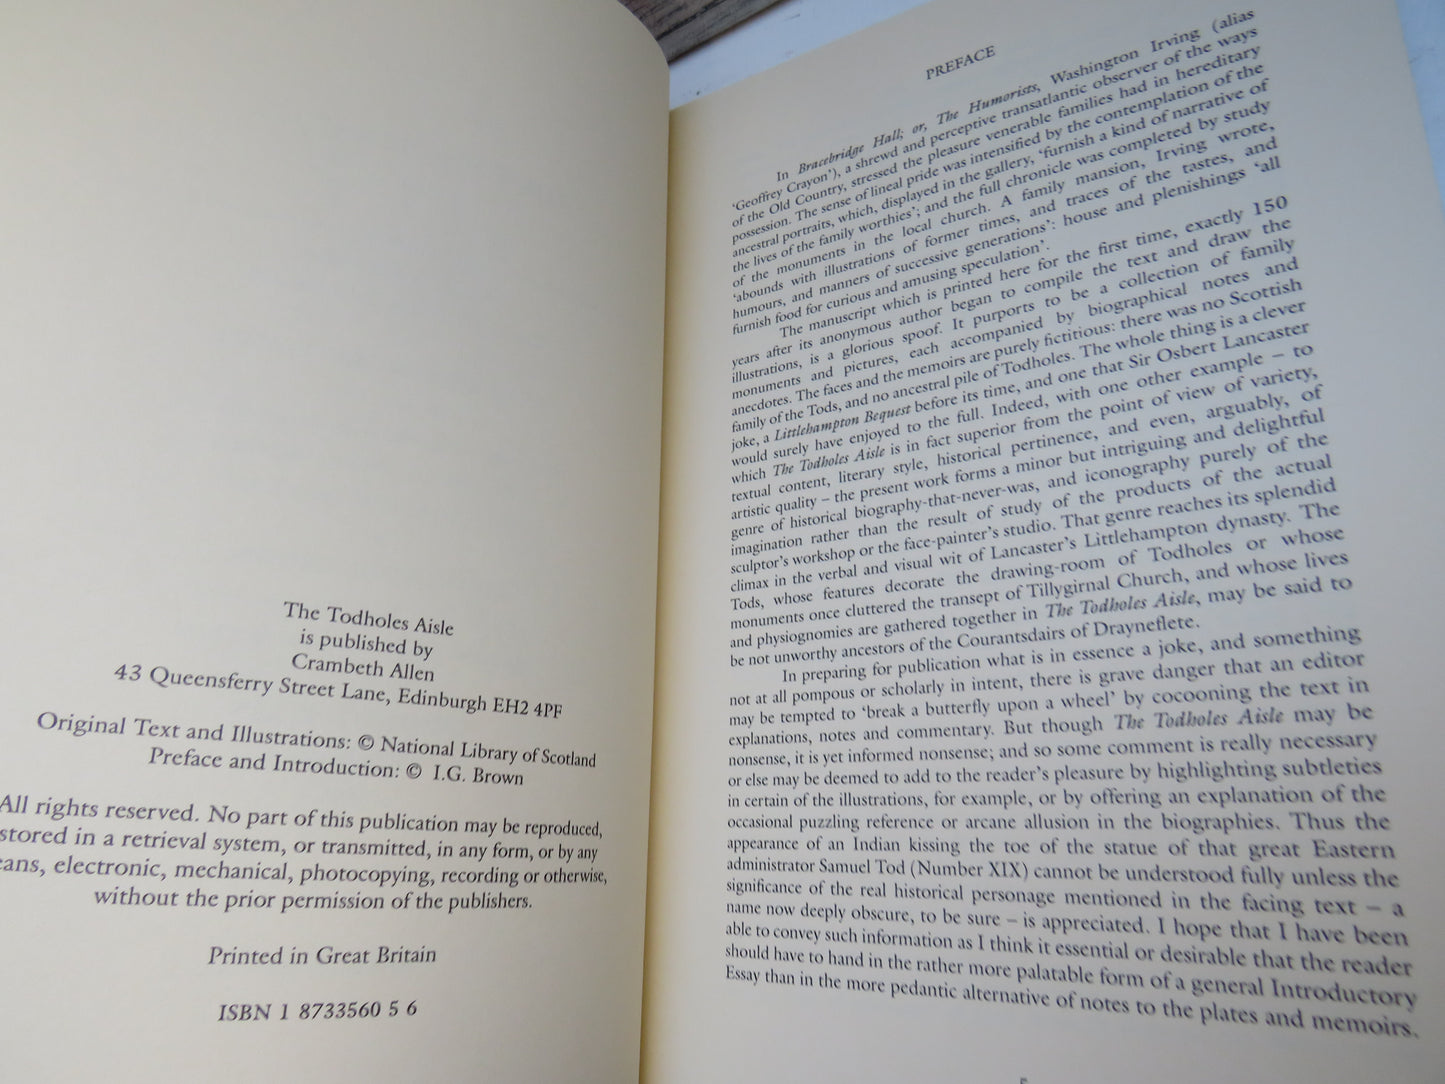 The Todholes Aisle
is published by
Crambeth Allen
43 Queensferry Street Lane, Edinburgh EH2 4PF
Original Text and Illustrations: © National Library of Scotland
Preface and Introduction: © I.G. Brown
All rights reserved. No part of this publication may be reproduced,
stored in a retrieval system, or transmitted, in any form, or by any
eans, electronic, mechanical, photocopying, recording or otherwise,
without the prior permission of the publishers.
Printed in Great Britain
ISBN 1 8733560 5 6
PREFACE
In Bracebridge Hall; or, The Humorists, Washington Irving (alias
‘Geoffrey Crayon’), a shrewd and perceptive transatlantic observer of the ways
of the Old Country, stressed the pleasure venerable families had in hereditary
possession. The sense of lineal pride was intensified by the contemplation of the
ancestral portraits, which, displayed in the gallery, ‘furnish a kind of narrative of
the lives of the family worthies’; and the full chronicle was completed by study
of the monuments in the local church. A family mansion, Irving wrote,
‘abounds with illustrations of former times, and traces of the tastes, and
humours, and manners of successive generations’: house and plenishings ‘all
furnish food for curious and amusing speculation’.
The manuscript which is printed here for the first time, exactly 150
years after its anonymous author began to compile the text and draw the
illustrations, is a glorious spoof. It purports to be a collection of family
monuments and pictures, each accompanied by biographical notes and
anecdotes. The faces and the memoirs are purely fictitious: there was no Scottish
family of the Tods, and no ancestral pile of Todholes. The whole thing is a clever
joke, a Littlehampton Bequest before its time, and one that Sir Osbert Lancaster
would surely have enjoyed to the full. Indeed, with one other example – to
which The Todholes Aisle is in fact superior from the point of view of variety,
textual content, literary style, historical pertinence, and even, arguably, of
artistic quality – the present work forms a minor but intriguing and delightful
genre of historical biography-that-never-was, and iconography purely of the
imagination rather than the result of study of the products of the actual
sculptor’s workshop or the face-painter’s studio. That genre reaches its splendid
climax in the verbal and visual wit of Lancaster’s Littlehampton dynasty. The
Tods, whose features decorate the drawing-room of Todholes or whose
monuments once cluttered the transept of Tillygirnal Church, and whose lives
and physiognomies are gathered together in The Todholes Aisle, may be said to
be not unworthy ancestors of the Courantsdairs of Drayneflete.
In preparing for publication what is in essence a joke, and something
not at all pompous or scholarly in intent, there is grave danger that an editor
may be tempted to ‘break a butterfly upon a wheel’ by cocooning the text in
explanations, notes and commentary. But though The Todholes Aisle may be
nonsense, it is yet informed nonsense; and so some comment is really necessary
or else may be deemed to add to the reader’s pleasure by highlighting subtleties
in certain of the illustrations, for example, or by offering an explanation of the
occasional puzzling reference or arcane allusion in the biographies. Thus the
appearance of an Indian kissing the toe of the statue of that great Eastern
administrator Samuel Tod (Number XIX) cannot be understood fully unless the
significance of the real historical personage mentioned in the facing text – a
name now deeply obscure, to be sure – is appreciated. I hope that I have been
able to convey such information as I think it essential or desirable that the reader
should have to hand in the rather more palatable form of a general Introductory
Essay than in the more pedantic alternative of notes to the plates and memoirs.